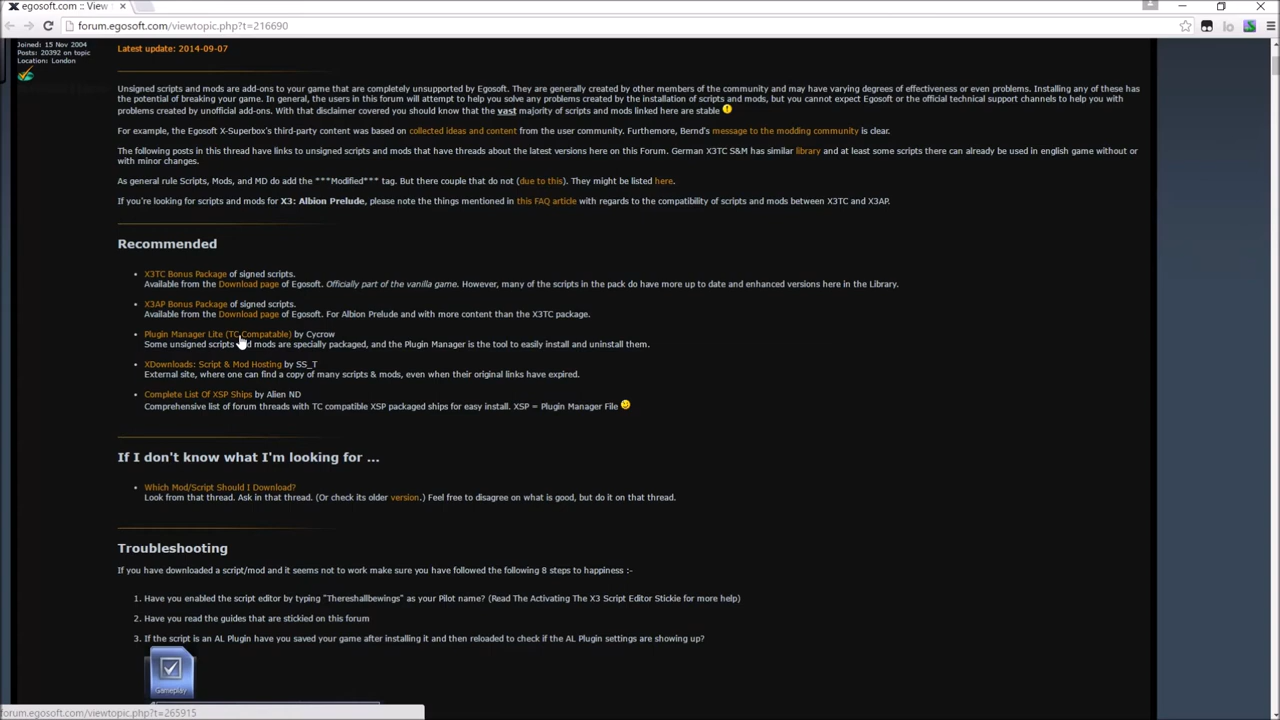 egosoft.com :: View
forum.egosoft.com/viewtopic.php?t=216690
Joined: 15 Nov 2004
Posts: 20392 on topic
Location: London
Latest update: 2014-09-07
Unsigned scripts and mods are add-ons to your game that are completely unsupported by Egosoft. They are generally created by other members of the community and may have varying degrees of effectiveness or even problems. Installing any of these has
the potential of breaking your game. In general, the users in this forum will attempt to help you solve any problems created by the installation of scripts and mods, but you cannot expect Egosoft or the official technical support channels to help you with
problems created by unofficial add-ons. With that disclaimer covered you should know that the vast majority of scripts and mods linked here are stable
For example, the Egosoft X-Superbox's third-party content was based on collected ideas and content from the user community. Furthermore, Bernd's message to the modding community is clear.
The following posts in this thread have links to unsigned scripts and mods that have threads about the latest versions here on this Forum. German X3TC S&M has similar library and at least some scripts there can already be used in english game without or
with minor changes.
As general rule Scripts, Mods, and MD do add the ***Modified*** tag. But there couple that do not (due to this). They might be listed here.
If you're looking for scripts and mods for X3: Albion Prelude, please note the things mentioned in this FAQ article with regards to the compatibility of scripts and mods between X3TC and X3AP.
Recommended
• X3TC Bonus Package of signed scripts.
Available from the Download page of Egosoft. Officially part of the vanilla game. However, many of the scripts in the pack do have more up to date and enhanced versions here in the Library.
• X3AP Bonus Package of signed scripts.
Available from the Download page of Egosoft. For Albion Prelude and with more content than the X3TC package.
• Plugin Manager Lite (TC Compatable) by Cycrow
Some unsigned scripts and mods are specially packaged, and the Plugin Manager is the tool to easily install and uninstall them.
• XDownloads: Script & Mod Hosting by SS_T
External site, where one can find a copy of many scripts & mods, even when their original links have expired.
• Complete List Of XSP Ships by Alien ND
Comprehensive list of forum threads with TC compatible XSP packaged ships for easy install. XSP = Plugin Manager File
If I don't know what I'm looking for ...
• Which Mod/Script Should I Download?
Look from that thread. Ask in that thread. (Or check its older version.) Feel free to disagree on what is good, but do it on that thread.
Troubleshooting
If you have downloaded a script/mod and it seems not to work make sure you have followed the following 8 steps to happiness :-
1. Have you enabled the script editor by typing "Thereshallbewings" as your Pilot name? (Read The Activating The X3 Script Editor Stickie for more help)
2. Have you read the guides that are stickied on this forum
3. If the script is an AL Plugin have you saved your game after installing it and then reloaded to check if the AL Plugin settings are showing up?
Gameplay
forum.egosoft.com/viewtopic.php?t=265915